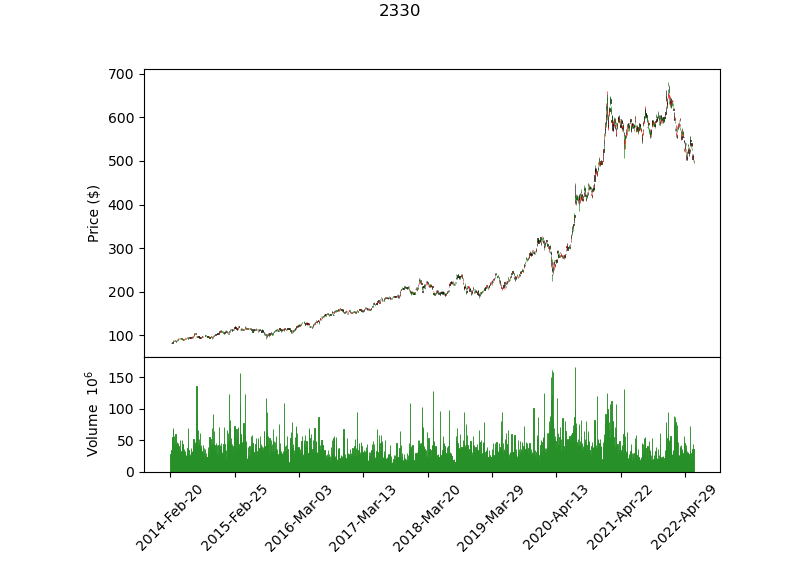 2330
700
600
500
400
300
200
100
Price ($)
150
100
50
0
Volume 10⁶
2014-Feb-20
2015-Feb-25
2016-Mar-03
2017-Mar-13
2018-Mar-20
2019-Mar-29
2020-Apr-13
2021-Apr-22
2022-Apr-29